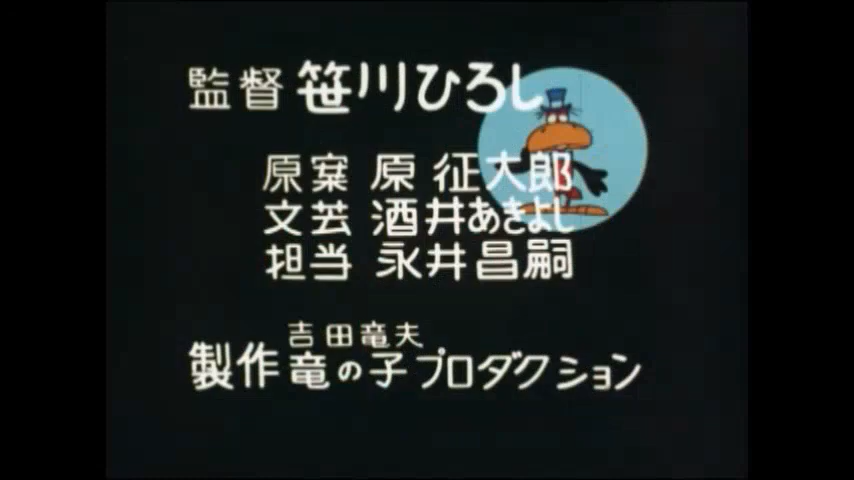 監督 笹川ひろし
原案 原 征太郎
文芸 酒井あきよし
担当 永井昌嗣
吉田竜夫
製作 竜の子プロダクション